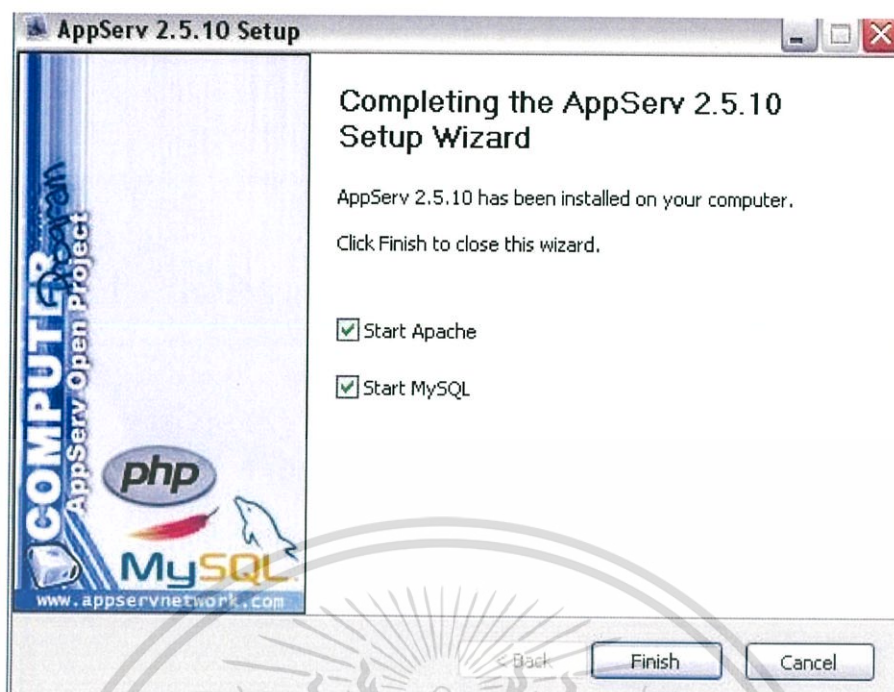 AppServ 2.5.10 Setup
COMPUTER
Program
AppServ Open Project
php
MySQL
www.appservnetwork.com
Completing the AppServ 2.5.10
Setup Wizard
AppServ 2.5.10 has been installed on your computer.
Click Finish to close this wizard.
Start Apache
Start MySQL
< Back
Finish
Cancel